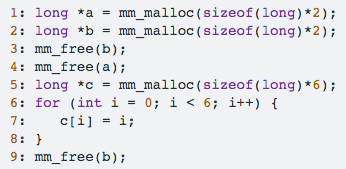 1: long *a = mm_malloc(sizeof(long)*2);
2: long *b = mm_malloc(sizeof(long)*2);
3: mm_free(b);
4: mm_free(a);
5: long *c = mm_malloc(sizeof(long)*6);
6: for (int i = 0; i < 6; i++) {
7:    c[i] = i;
8: }
9: mm_free(b);